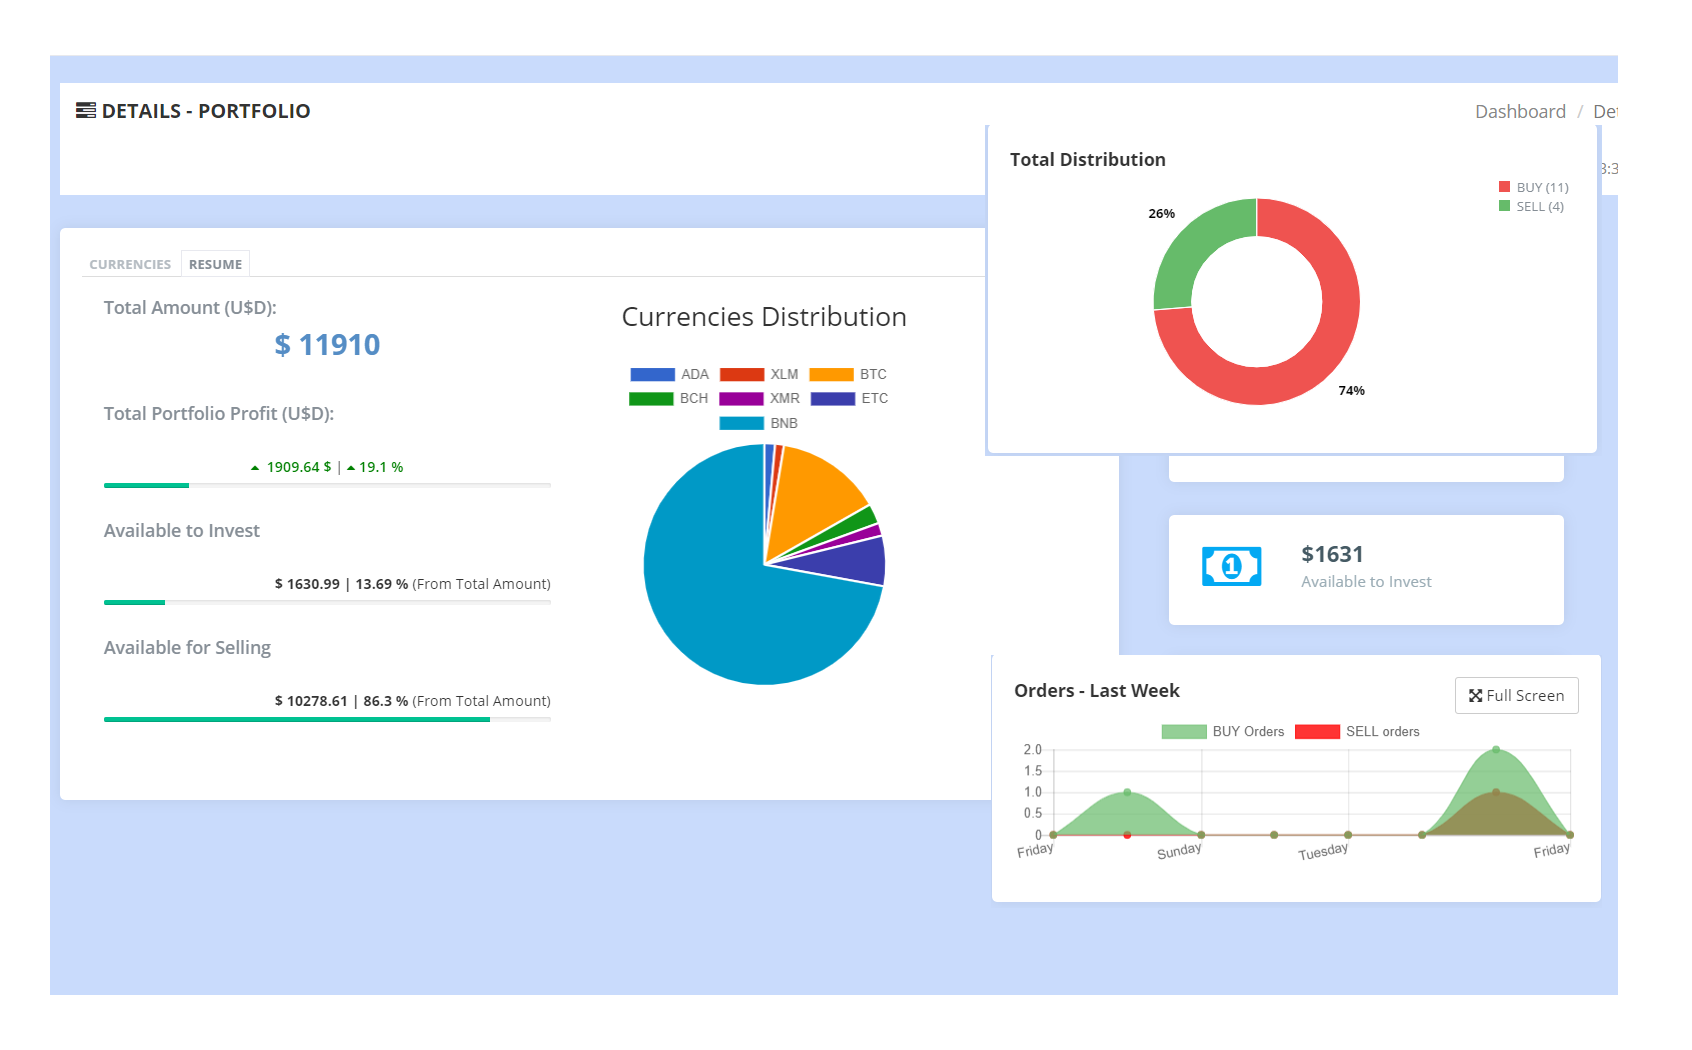 DETAILS - PORTFOLIO
Dashboard / De
3:3
CURRENCIES RESUME
Total Amount (U$D):
$ 11910
Total Portfolio Profit (U$D):
1909.64 $ | 19.1 %
Available to Invest
$ 1630.99 | 13.69 % (From Total Amount)
Available for Selling
$ 10278.61 | 86.3 % (From Total Amount)
Currencies Distribution
ADA XLM BTC
BCH XMR ETC
BNB
Total Distribution
BUY (11)
SELL (4)
26%
74%
1
$1631
Available to Invest
Orders - Last Week
Full Screen
BUY Orders SELL orders
2.0
1.5
1.0
0.5
0
Friday Sunday Tuesday Friday